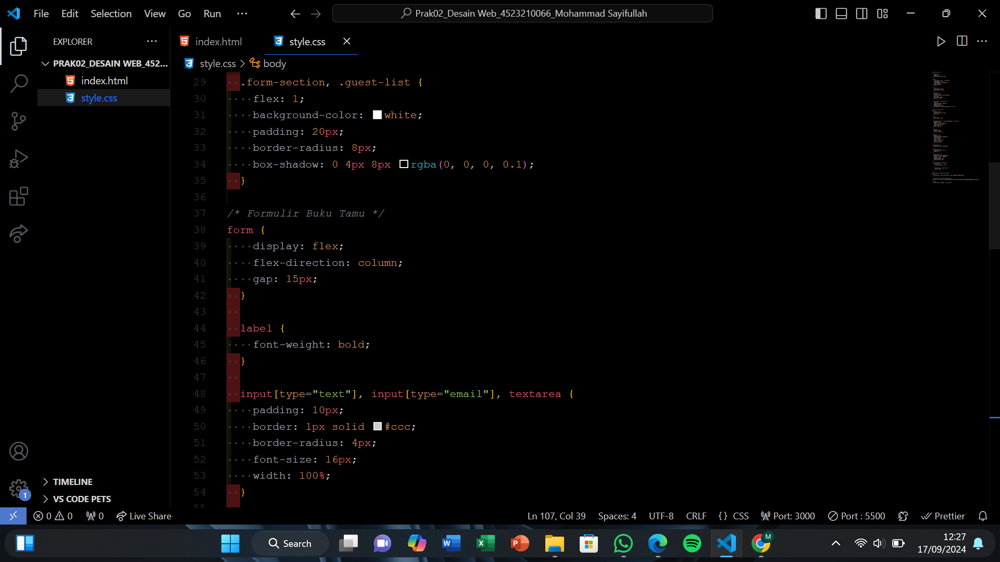 File Edit Selection View Go Run ···
Prak02_Desain Web_4523210066_Mohammad Sayifullah
EXPLORER ···
PRAK02_DESAIN WEB_452...
index.html
style.css
TIMELINE
VS CODE PETS
index.html style.css
style.css > body
29 .form-section, .guest-list {
30 flex: 1;
31 background-color: white;
32 padding: 20px;
33 border-radius: 8px;
34 box-shadow: 0 4px 8px rgba(0, 0, 0, 0.1);
35 }
36
37 /* Formulir Buku Tamu */
38 form {
39 display: flex;
40 flex-direction: column;
41 gap: 15px;
42 }
43
44 label {
45 font-weight: bold;
46 }
47
48 input[type="text"], input[type="email"], textarea {
49 padding: 10px;
50 border: 1px solid #ccc;
51 border-radius: 4px;
52 font-size: 16px;
53 width: 100%;
54 }
55
1
0 0 0 Live Share Ln 107, Col 39 Spaces: 4 UTF-8 CRLF {} CSS Port: 3000 Port : 5500 Prettier
Search
12:27
17/09/2024